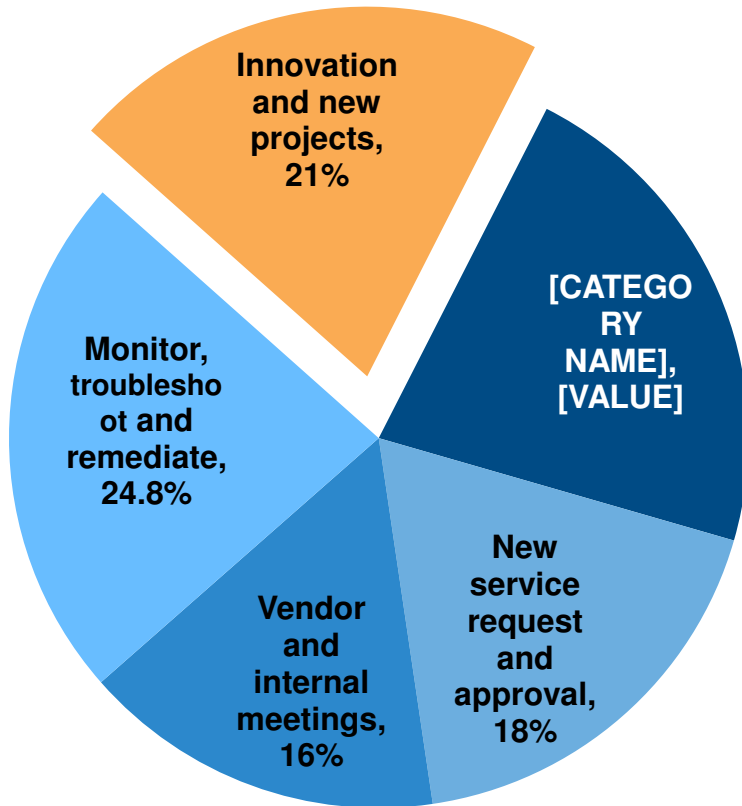 Innovation
and new
projects,
21%
[CATEGO
RY
NAME],
[VALUE]
Monitor,
troublesho
ot and
remediate,
24.8%
New
service
request
and
approval,
18%
Vendor
and
internal
meetings,
16%